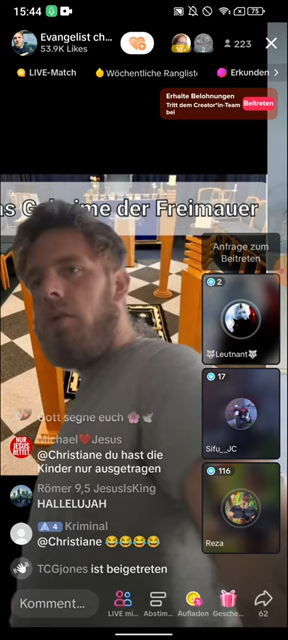 15:44
75
Evangelist ch...
53.9K Likes
223
LIVE-Match
Wöchentliche Rangliste
Erkunden
Erhalte Belohnungen
Tritt dem Creator*in-Team
bei
Beitreten
der Freimauer
Anfrage zum
Beitreten
2
Leutnant
17
Sifu__JC
116
Reza
Gott segne euch 🌸🕊
NUR JESUS RETTET
Michael❤️Jesus
@Christiane du hast die
Kinder nur ausgetragen
Römer 9,5 JesusIsKing
HALLELUJAH
4 Kriminal
@Christiane 😂😂😂😂
TCGjones ist beigetreten
Komment...
LIVE mi...
Abstim...
Aufladen
Gesche...
62